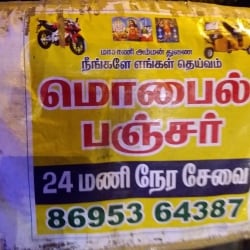 மாசாணி அம்மன் துணை
நீங்களே எங்கள் தெய்வம்
மொபைல்
பஞ்சர்
24 மணி நேர சேவை
86953 64387